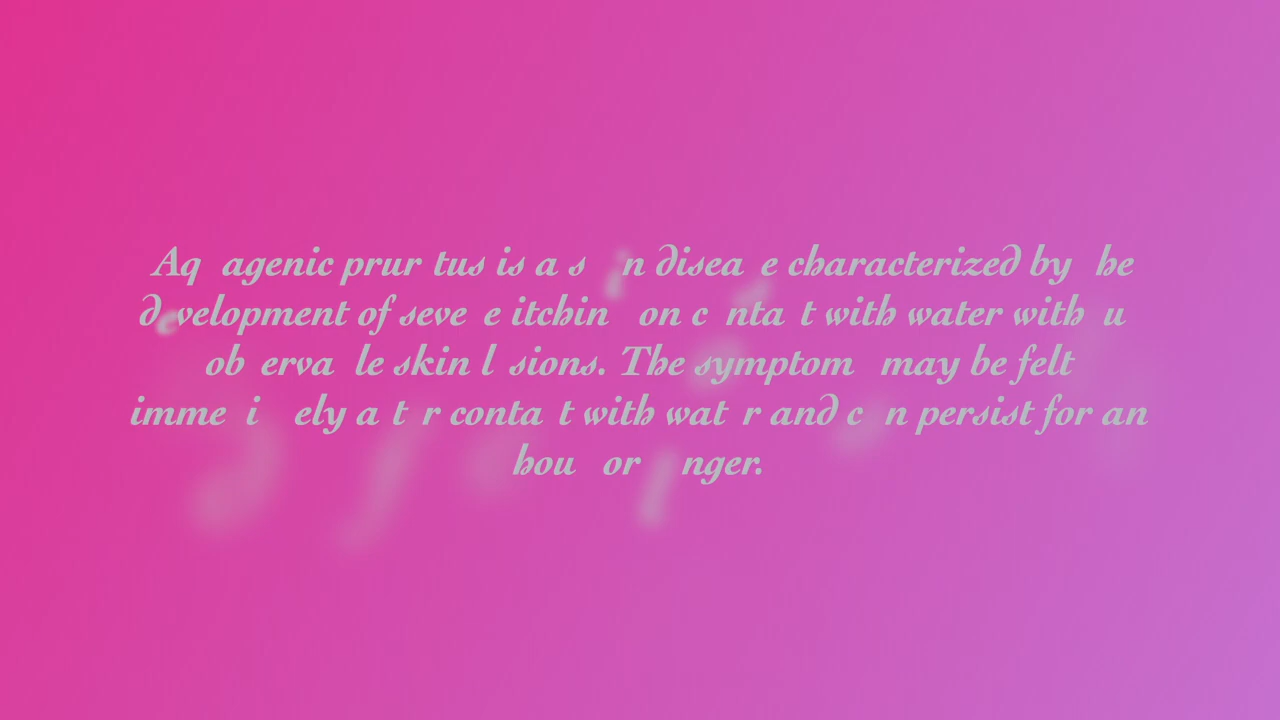 Aq agenic prur tus is a s in disea e characterized by he
development of seve e itchin on c nta t with water with u
ob erva le skin l sions. The symptom may be felt
imme i ely a t r conta t with wat r and c n persist for an
hou or nger.